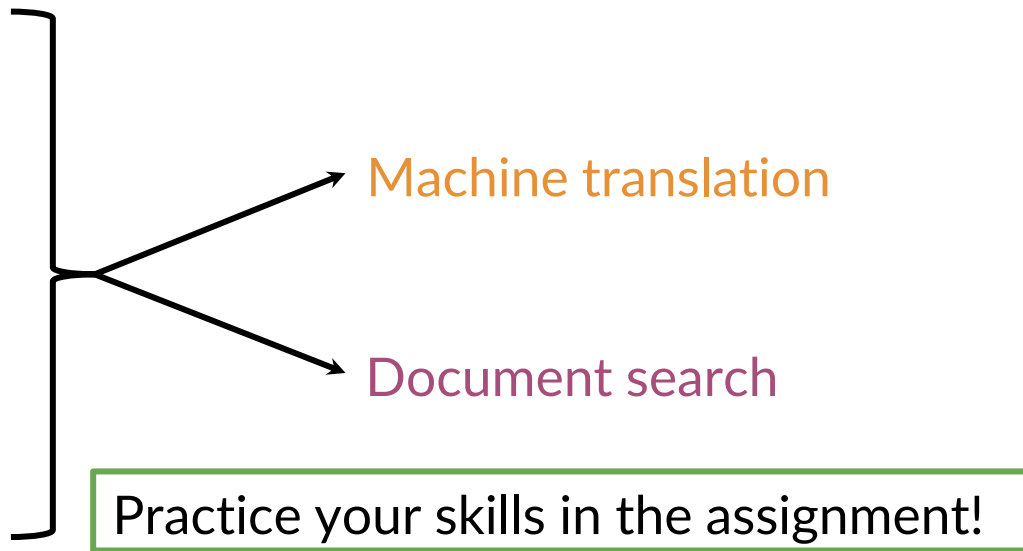 Machine translation
Document search
Practice your skills in the assignment!